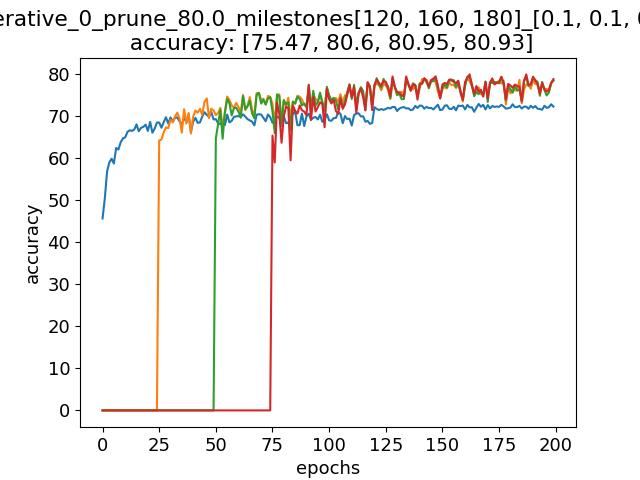 erative_0_prune_80.0_milestones[120, 160, 180]_[0.1, 0.1, 
accuracy: [75.47, 80.6, 80.95, 80.93]
80
70
60
50
40
30
20
10
0
accuracy
0 25 50 75 100 125 150 175 200
epochs